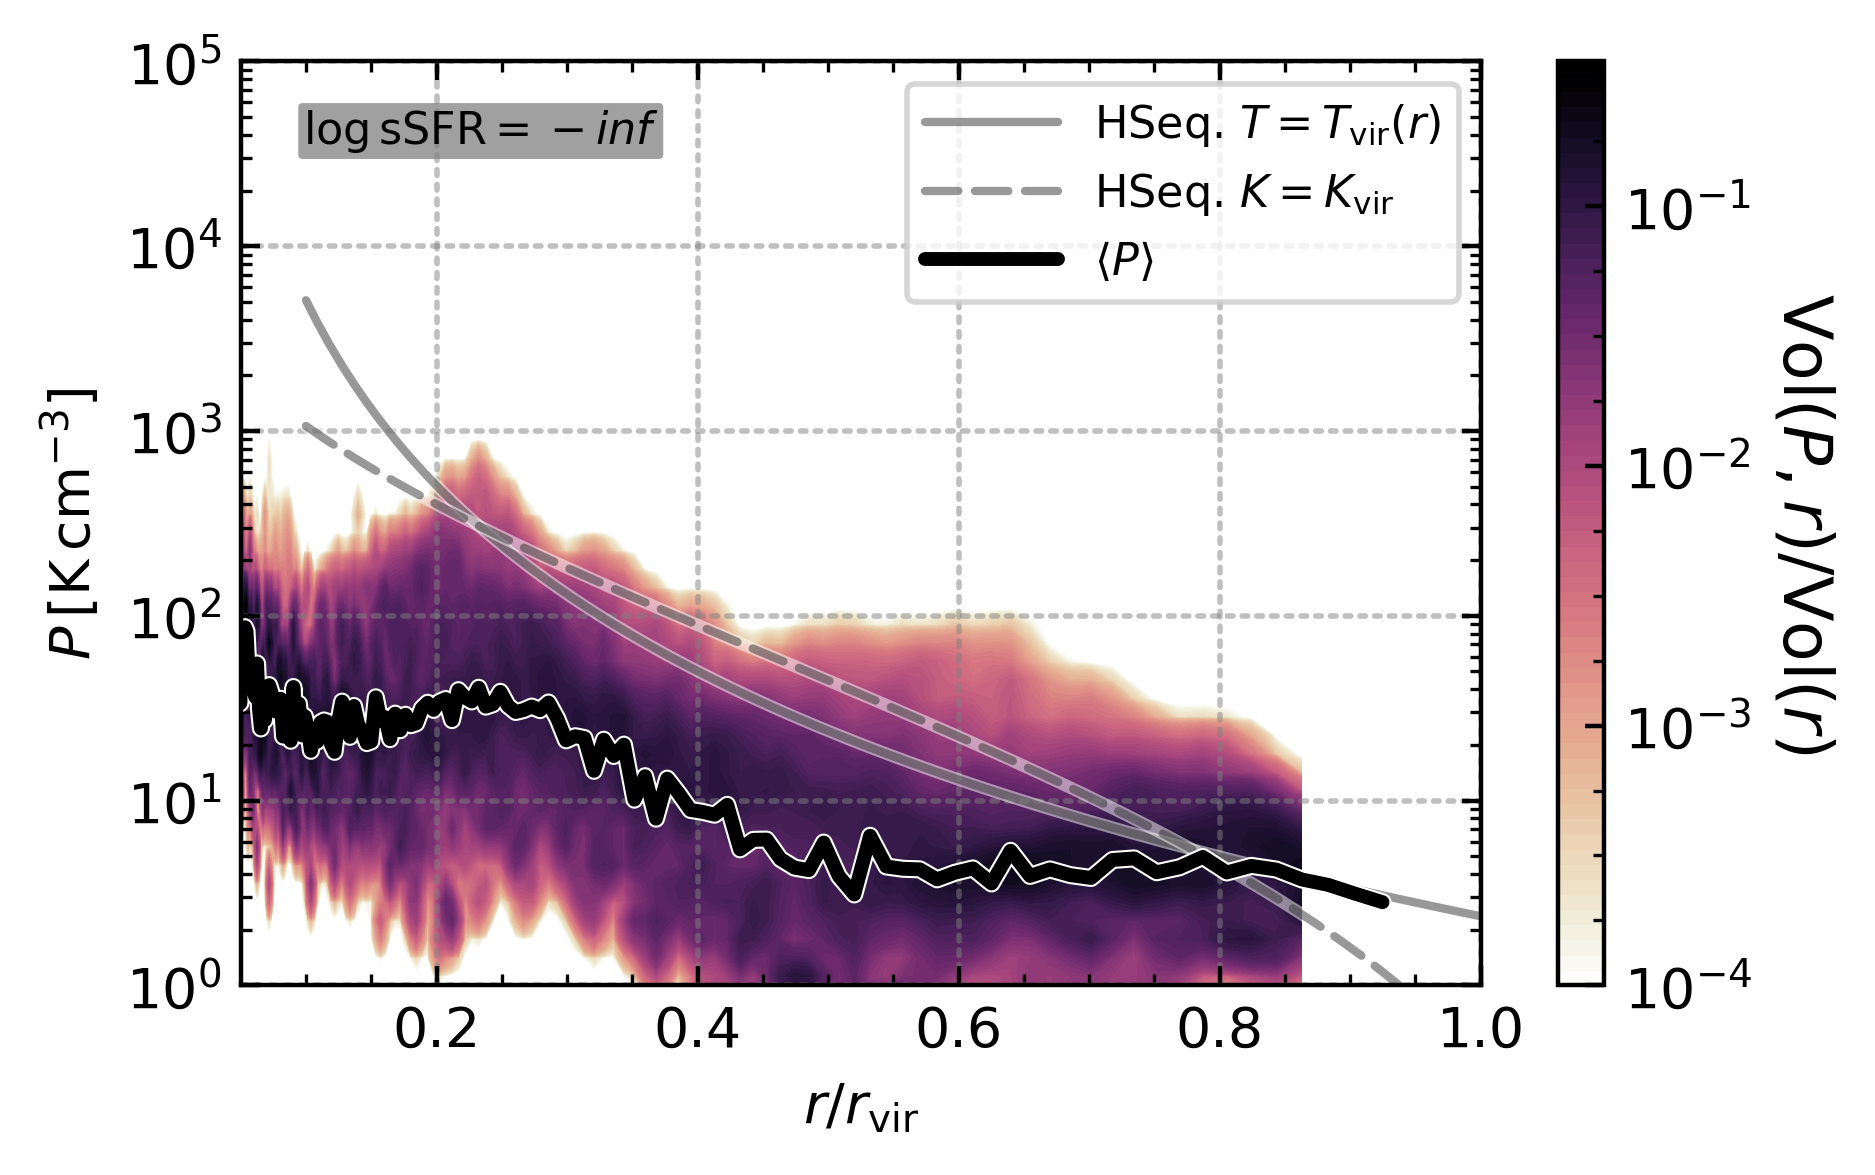 log sSFR = −inf
HSeq. T = T_vir(r)
HSeq. K = K_vir
⟨P⟩
10^5
10^4
10^3
10^2
10^1
10^0
P [K cm^−3]
0.2 0.4 0.6 0.8 1.0
r/r_vir
10^−1
10^−2
10^−3
10^−4
Vol(P, r)/Vol(r)